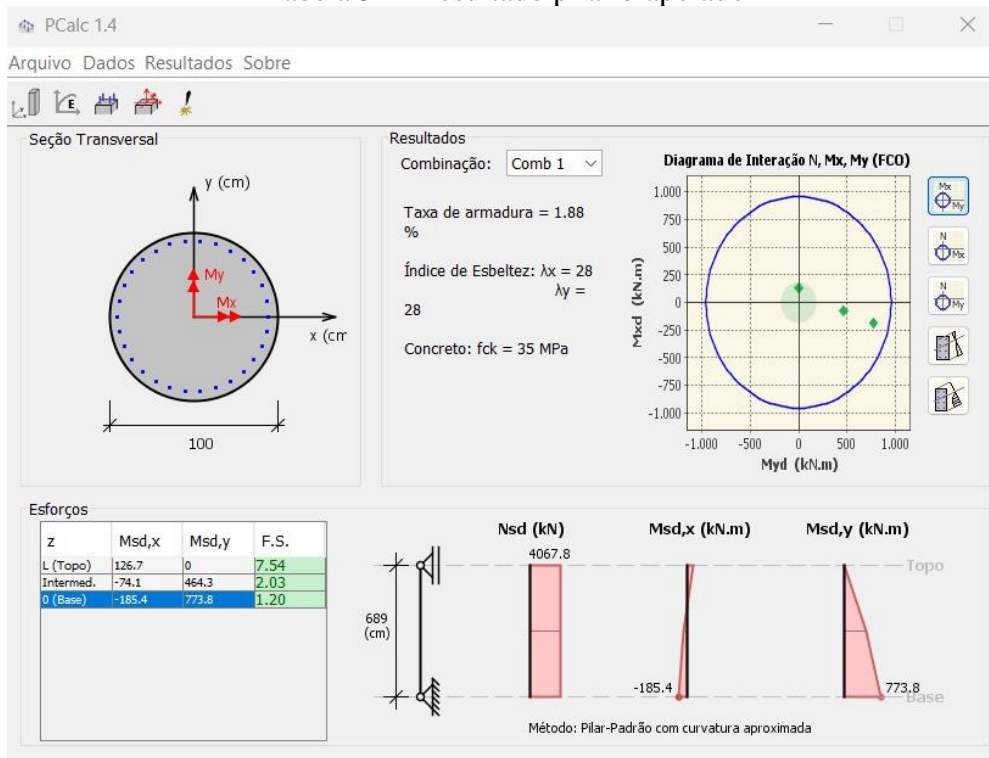 PCalc 1.4
Arquivo Dados Resultados Sobre
Seção Transversal
y (cm)
My
Mx
x (cm
100
Resultados
Combinação: Comb 1
Taxa de armadura = 1.88
%
Índice de Esbeltez: λx = 28
λy =
28
Concreto: fck = 35 MPa
Diagrama de Interação N, Mx, My (FCO)
1.000
750
500
250
0
-250
-500
-750
-1.000
Mxd (kN.m)
-1.000 -500 0 500 1.000
Myd (kN.m)
Mx
My
N
Mx
N
My
Esforços
z Msd,x Msd,y F.S.
L (Topo) 126.7 0 7.54
Intermed. -74.1 464.3 2.03
0 (Base) -185.4 773.8 1.20
689
(cm)
Nsd (kN) Msd,x (kN.m) Msd,y (kN.m)
4067.8
Topo
-185.4
773.8
Base
Método: Pilar-Padrão com curvatura aproximada